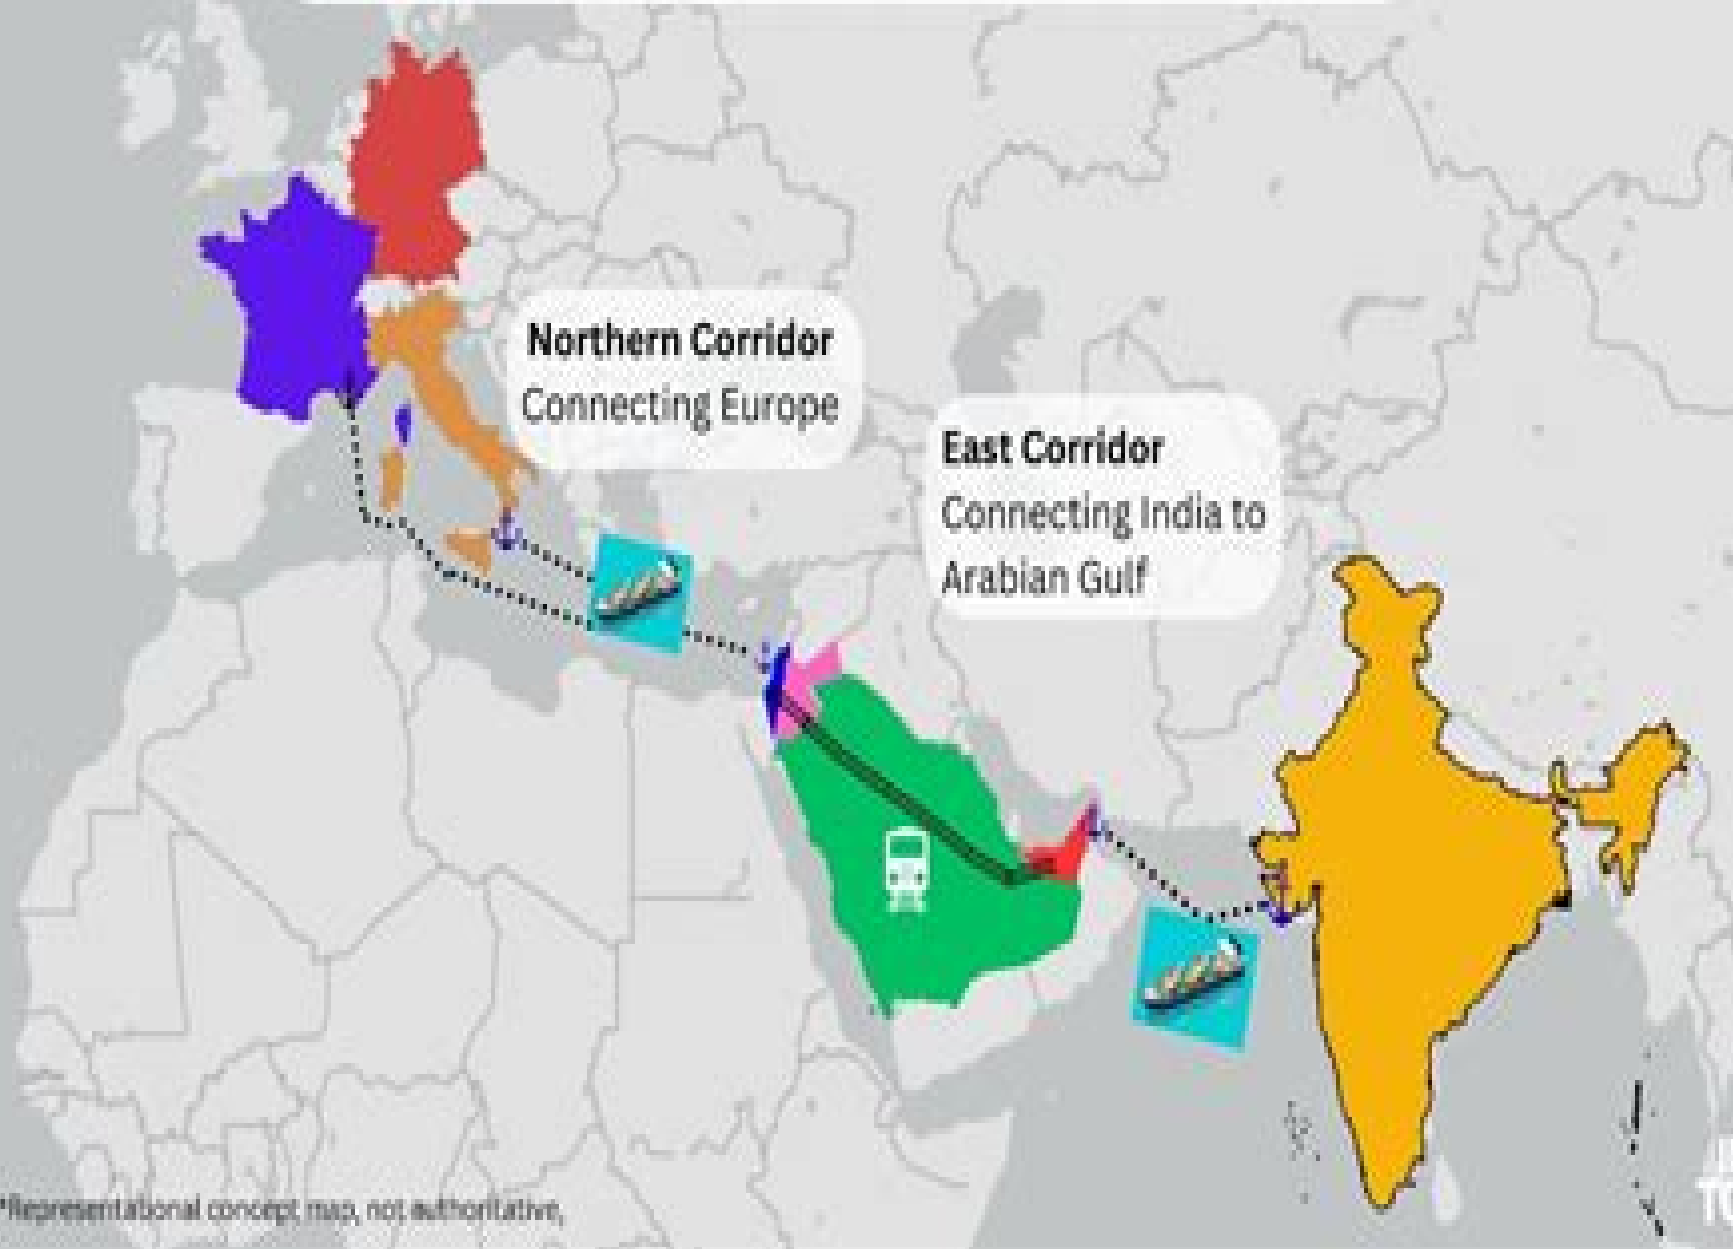 Northern Corridor
Connecting Europe
East Corridor
Connecting India to
Arabian Gulf
*Representational concept map, not authoritative,